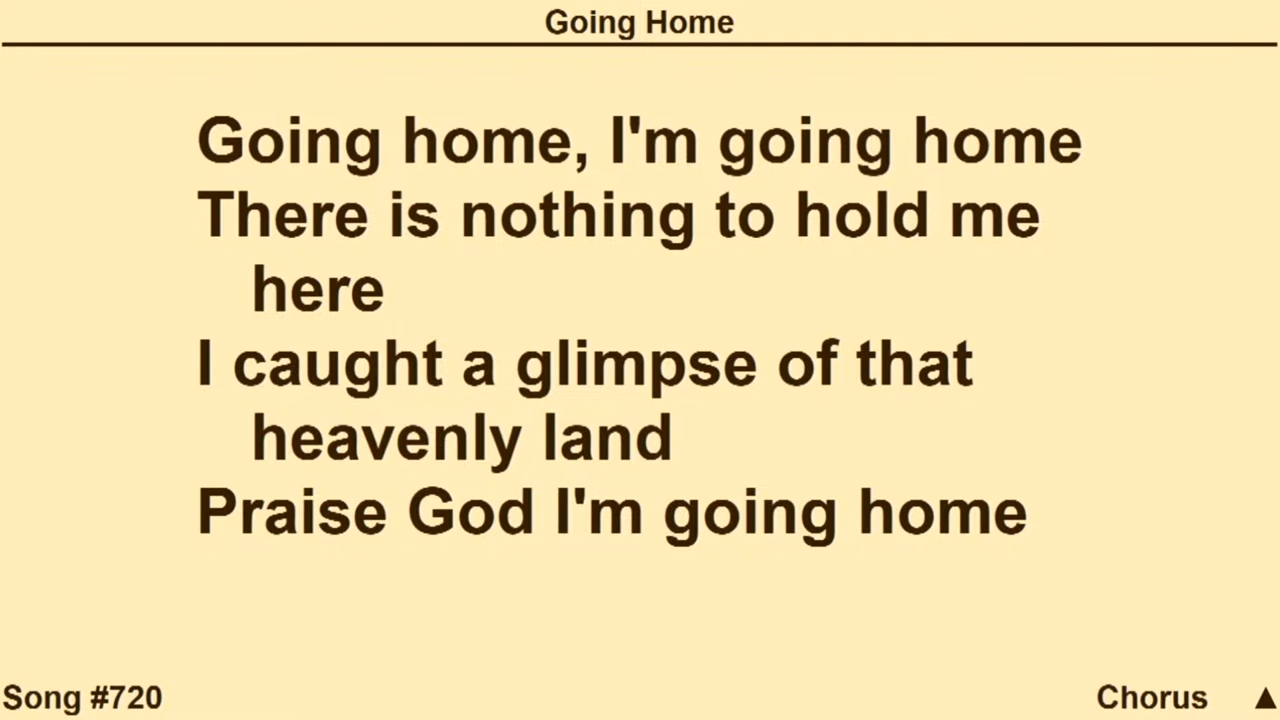 Going Home
Going home, I'm going home
There is nothing to hold me
here
I caught a glimpse of that
heavenly land
Praise God I'm going home
Song #720
Chorus ▲